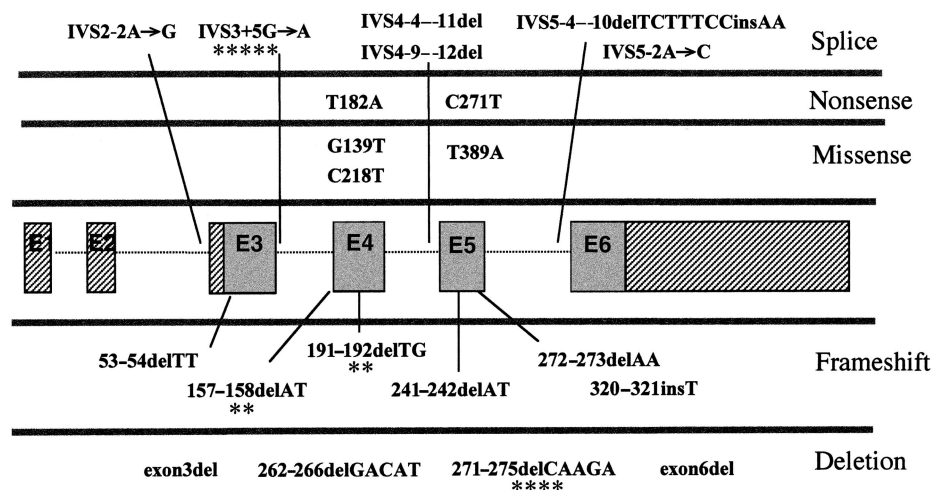 IVS2-2A→G IVS3+5G→A IVS4-4--11del IVS5-4--10delTCTTTCCinsAA
***** IVS4-9--12del IVS5-2A→C Splice
T182A C271T Nonsense
G139T T389A Missense
C218T
E1 E2 E3 E4 E5 E6
53–54delTT 191–192delTG 272–273delAA Frameshift
**
157–158delAT 241–242delAT 320–321insT
**
exon3del 262–266delGACAT 271–275delCAAGA exon6del Deletion
****